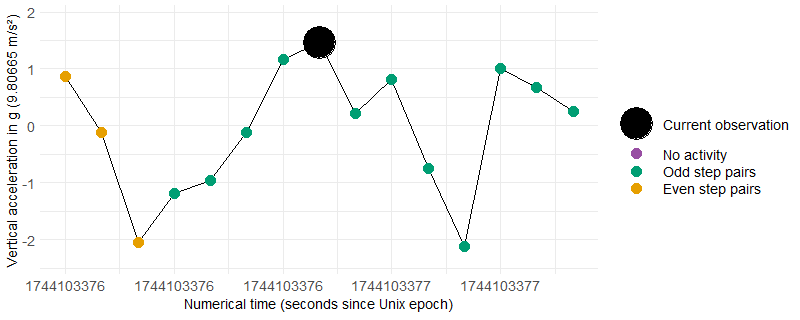 Vertical acceleration in g (9.80665 m/s²)
2
1
0
-1
-2
1744103376 1744103376 1744103376 1744103377 1744103377
Numerical time (seconds since Unix epoch)
Current observation
No activity
Odd step pairs
Even step pairs